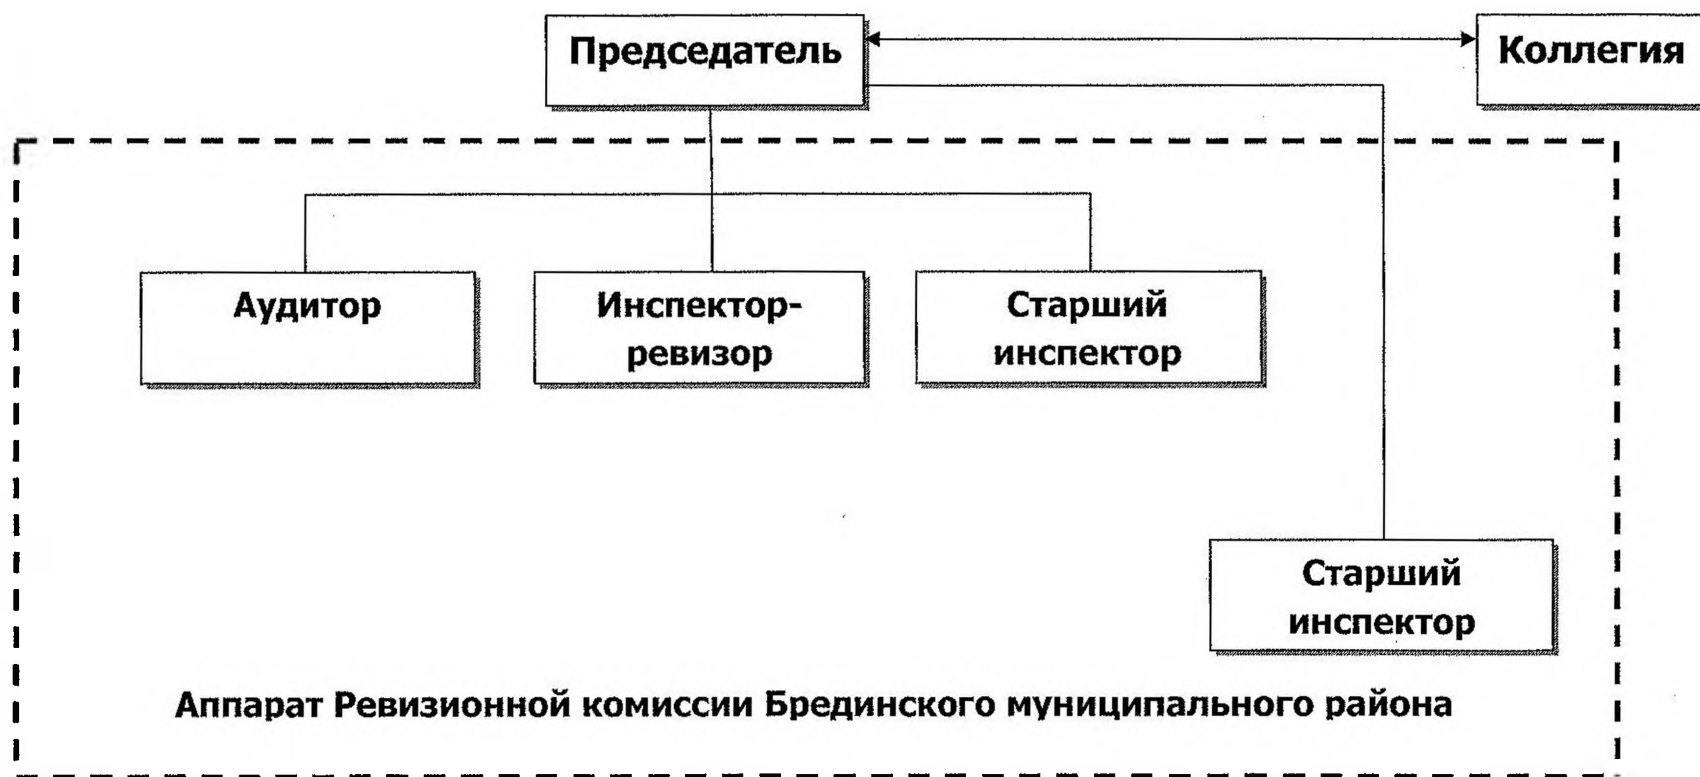 Председатель
Коллегия
Аудитор
Инспектор-
ревизор
Старший
инспектор
Старший
инспектор
Аппарат Ревизионной комиссии Брединского муниципального района